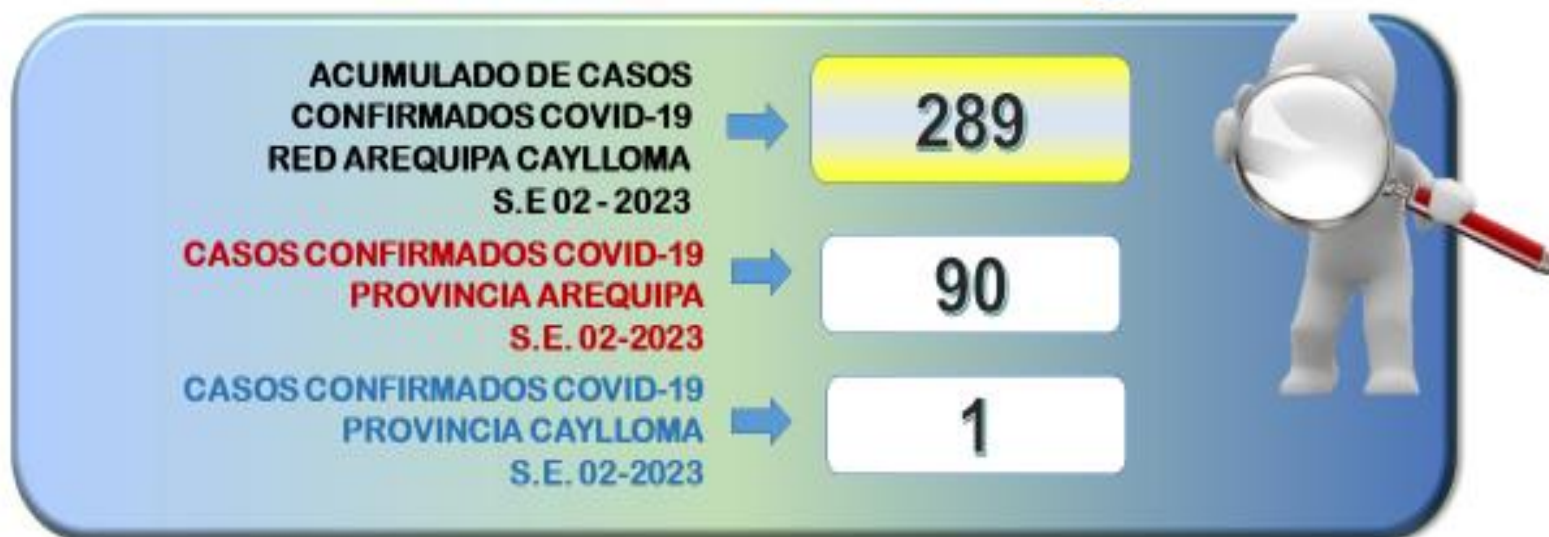 ACUMULADO DE CASOS
CONFIRMADOS COVID-19
RED AREQUIPA CAYLLOMA
S.E 02 - 2023
289
CASOS CONFIRMADOS COVID-19
PROVINCIA AREQUIPA
S.E. 02-2023
90
CASOS CONFIRMADOS COVID-19
PROVINCIA CAYLLOMA
S.E. 02-2023
1